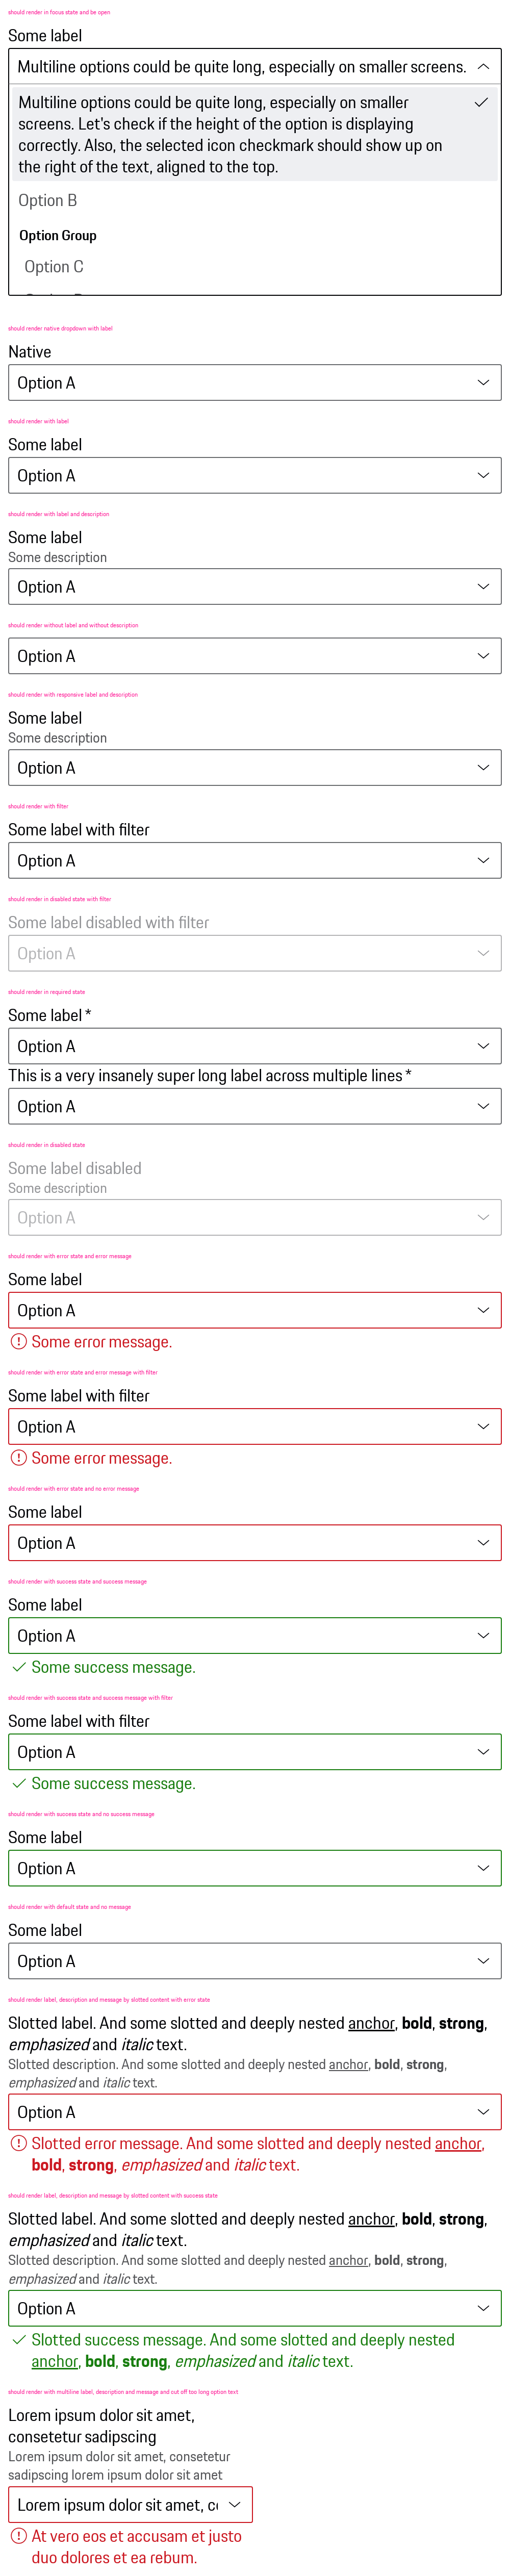 should render in focus state and be open
Some label
Multiline options could be quite long, especially on smaller screens.
Multiline options could be quite long, especially on smaller
screens. Let's check if the height of the option is displaying
correctly. Also, the selected icon checkmark should show up on
the right of the text, aligned to the top.
Option B
Option Group
Option C
should render native dropdown with label
Native
Option A
should render with label
Some label
Option A
should render with label and description
Some label
Some description
Option A
should render without label and without description
Option A
should render with responsive label and description
Some label
Some description
Option A
should render with filter
Some label with filter
Option A
should render in disabled state with filter
Some label disabled with filter
Option A
should render in required state
Some label *
Option A
This is a very insanely super long label across multiple lines *
Option A
should render in disabled state
Some label disabled
Some description
Option A
should render with error state and error message
Some label
Option A
Some error message.
should render with error state and error message with filter
Some label with filter
Option A
Some error message.
should render with error state and no error message
Some label
Option A
should render with success state and success message
Some label
Option A
Some success message.
should render with success state and success message with filter
Some label with filter
Option A
Some success message.
should render with success state and no success message
Some label
Option A
should render with default state and no message
Some label
Option A
should render label, description and message by slotted content with error state
Slotted label. And some slotted and deeply nested anchor, bold, strong,
emphasized and italic text.
Slotted description. And some slotted and deeply nested anchor, bold, strong,
emphasized and italic text.
Option A
Slotted error message. And some slotted and deeply nested anchor,
bold, strong, emphasized and italic text.
should render label, description and message by slotted content with success state
Slotted label. And some slotted and deeply nested anchor, bold, strong,
emphasized and italic text.
Slotted description. And some slotted and deeply nested anchor, bold, strong,
emphasized and italic text.
Option A
Slotted success message. And some slotted and deeply nested
anchor, bold, strong, emphasized and italic text.
should render with multiline label, description and message and cut off too long option text
Lorem ipsum dolor sit amet,
consetetur sadipscing
Lorem ipsum dolor sit amet, consetetur
sadipscing lorem ipsum dolor sit amet
Lorem ipsum dolor sit amet, c
At vero eos et accusam et justo
duo dolores et ea rebum.